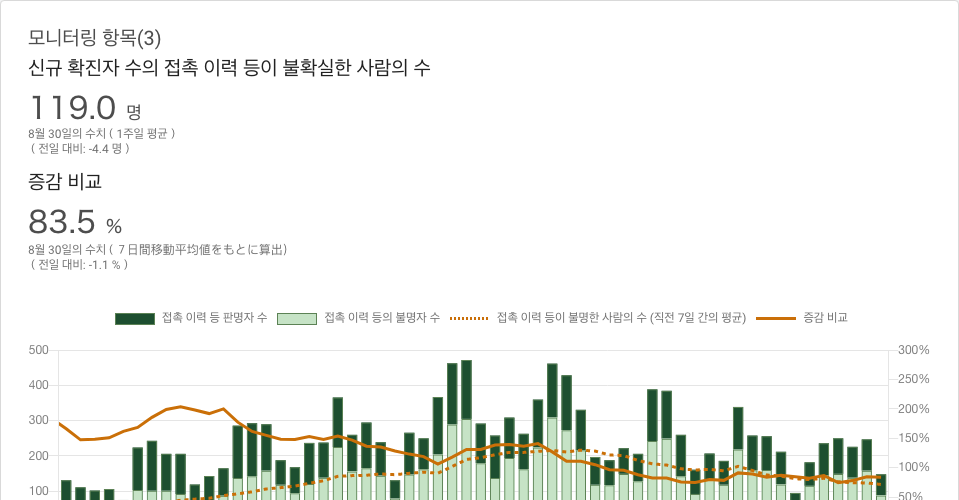 모니터링 항목(3)
신규 확진자 수의 접촉 이력 등이 불확실한 사람의 수
119.0 명
8월 30일의 수치 ( 1주일 평균 )
( 전일 대비: -4.4 명 )
증감 비교
83.5 %
8월 30일의 수치 ( ７日間移動平均値をもとに算出)
( 전일 대비: -1.1 % )
접촉 이력 등 판명자 수 접촉 이력 등의 불명자 수 접촉 이력 등이 불명한 사람의 수 (직전 7일 간의 평균) 증감 비교
500 300%
400 250%
300 200%
200 150%
100 100%
50%